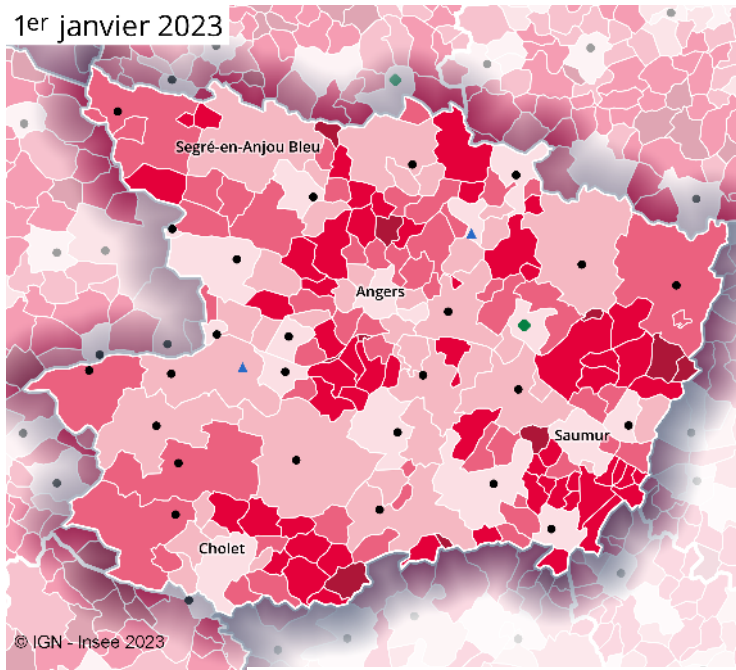 1er janvier 2023
Segré-en-Anjou Bleu
Angers
Saumur
Cholet
© IGN - Insee 2023